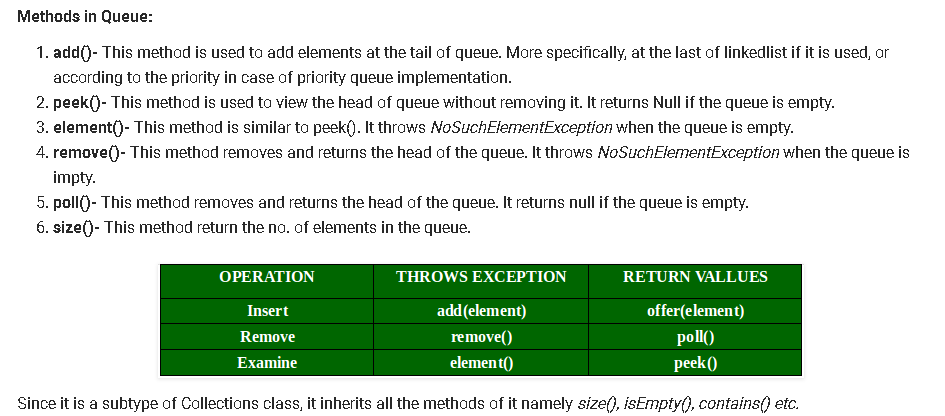 Methods in Queue:
1. add()- This method is used to add elements at the tail of queue. More specifically, at the last of linkedlist if it is used, or
according to the priority in case of priority queue implementation.
2. peek()- This method is used to view the head of queue without removing it. It returns Null if the queue is empty.
3. element()- This method is similar to peek(). It throws NoSuchElementException when the queue is empty.
4. remove()- This method removes and returns the head of the queue. It throws NoSuchElementException when the queue is
impty.
5. poll()- This method removes and returns the head of the queue. It returns null if the queue is empty.
6. size()- This method return the no. of elements in the queue.
OPERATION THROWS EXCEPTION RETURN VALLUES
Insert add(element) offer(element)
Remove remove() poll()
Examine element() peek()
Since it is a subtype of Collections class, it inherits all the methods of it namely size(), isEmpty(), contains() etc.